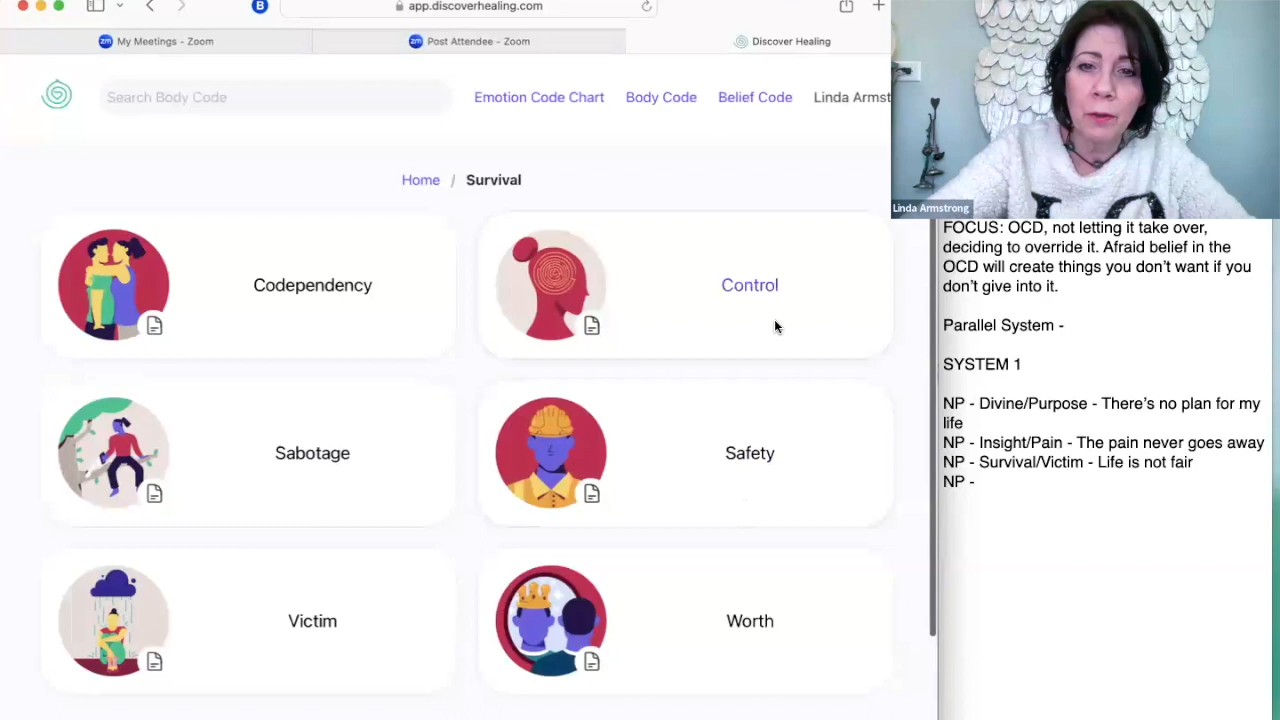 B
app.discoverhealing.com
zm My Meetings - Zoom
zm Post Attendee - Zoom
Discover Healing
Search Body Code
Emotion Code Chart
Body Code
Belief Code
Linda Armst
Home / Survival
Codependency
Control
Sabotage
Safety
Victim
Worth
Linda Armstrong
FOCUS: OCD, not letting it take over,
deciding to override it. Afraid belief in the
OCD will create things you don’t want if you
don’t give into it.
Parallel System -
SYSTEM 1
NP - Divine/Purpose - There’s no plan for my
life
NP - Insight/Pain - The pain never goes away
NP - Survival/Victim - Life is not fair
NP -